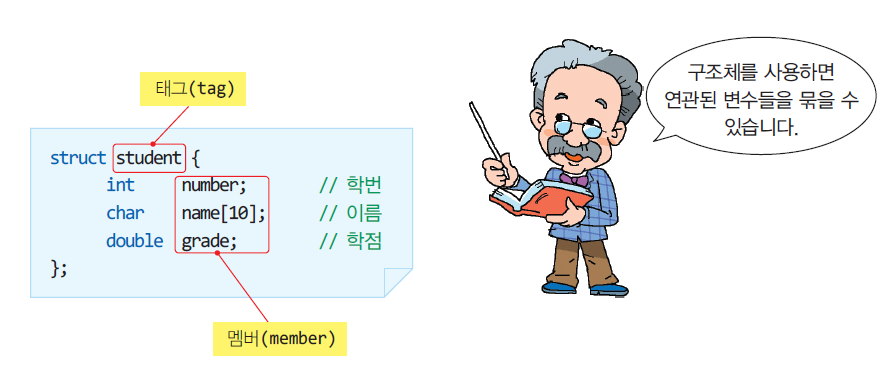 태그(tag)
구조체를 사용하면
연관된 변수들을 묶을 수
있습니다.
struct student {
int number; // 학번
char name[10]; // 이름
double grade; // 학점
};
멤버(member)